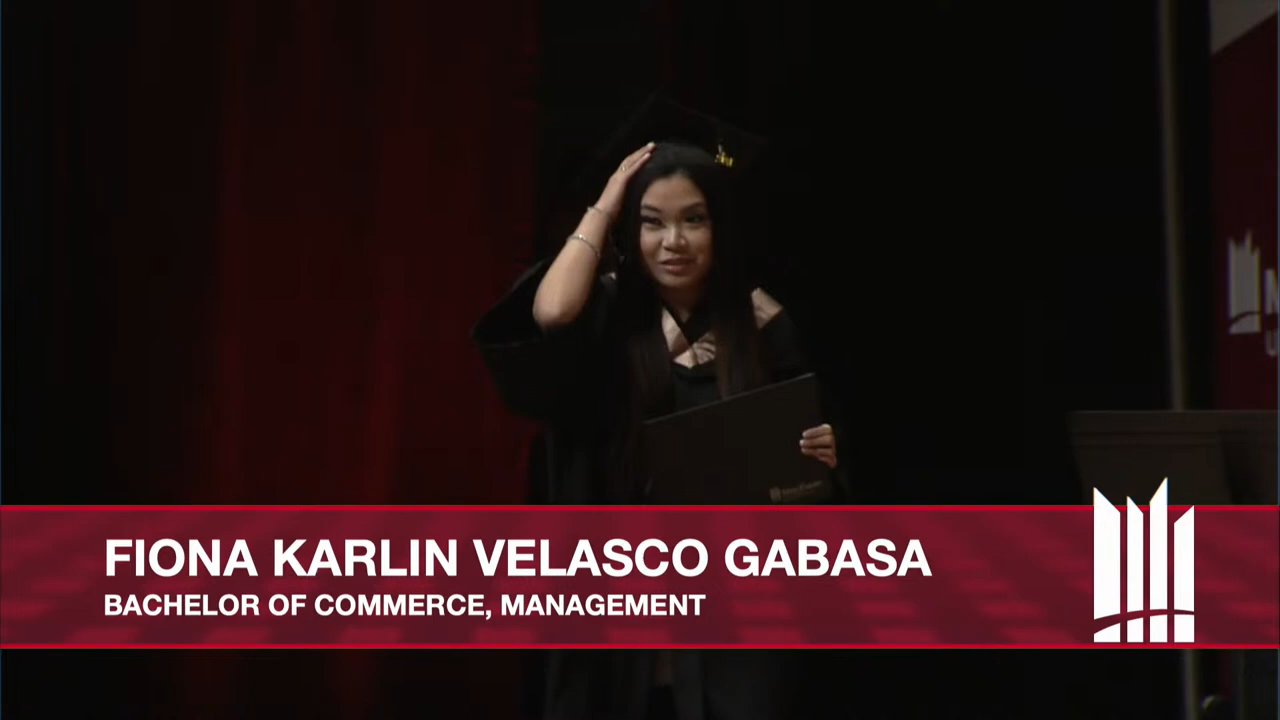 FIONA KARLIN VELASCO GABASA
BACHELOR OF COMMERCE, MANAGEMENT